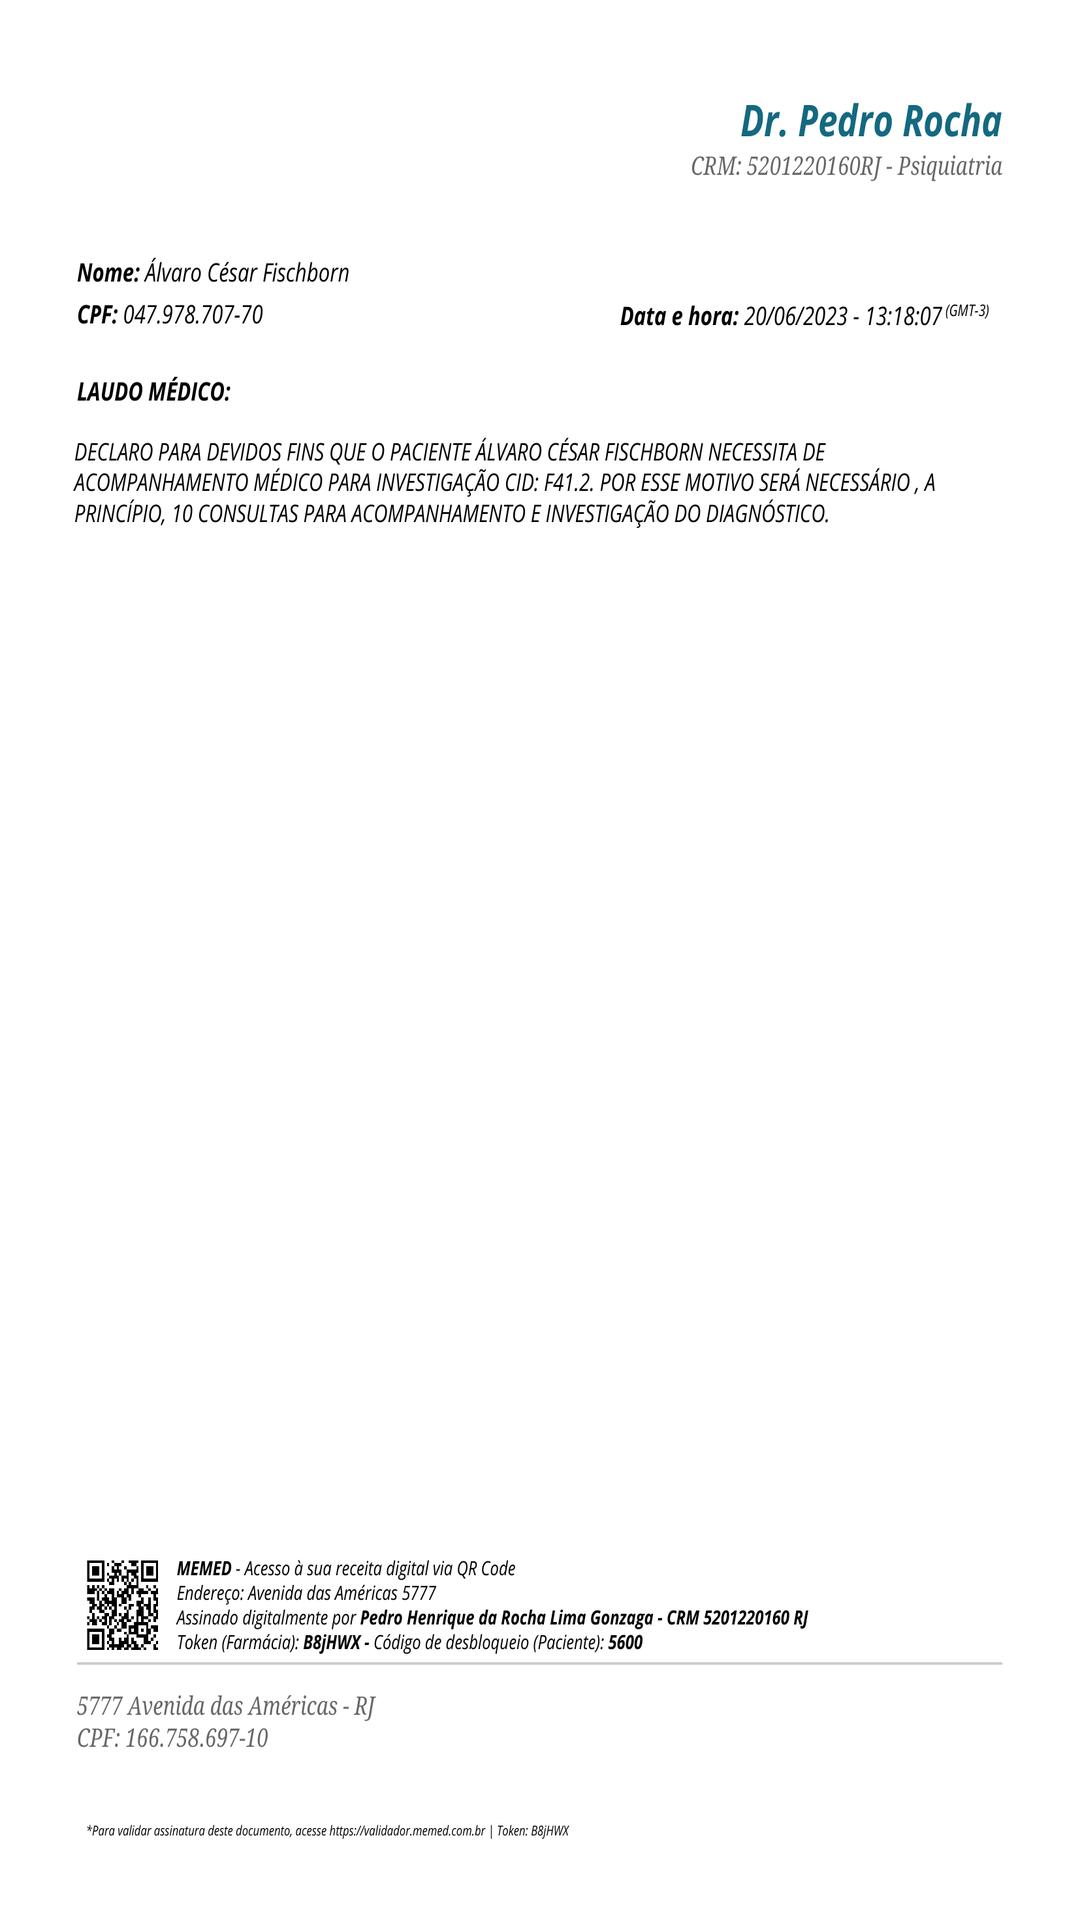 Dr. Pedro Rocha
CRM: 5201220160RJ - Psiquiatria
Nome: Álvaro César Fischborn
CPF: 047.978.707-70
Data e hora: 20/06/2023 - 13:18:07 (GMT-3)
LAUDO MÉDICO:
DECLARO PARA DEVIDOS FINS QUE O PACIENTE ÁLVARO CÉSAR FISCHBORN NECESSITA DE
ACOMPANHAMENTO MÉDICO PARA INVESTIGAÇÃO CID: F41.2. POR ESSE MOTIVO SERÁ NECESSÁRIO , A
PRINCÍPIO, 10 CONSULTAS PARA ACOMPANHAMENTO E INVESTIGAÇÃO DO DIAGNÓSTICO.
MEMED - Acesso à sua receita digital via QR Code
Endereço: Avenida das Américas 5777
Assinado digitalmente por Pedro Henrique da Rocha Lima Gonzaga - CRM 5201220160 RJ
Token (Farmácia): B8jHWX - Código de desbloqueio (Paciente): 5600
5777 Avenida das Américas - RJ
CPF: 166.758.697-10
*Para validar assinatura deste documento, acesse https://validador.memed.com.br | Token: B8jHWX